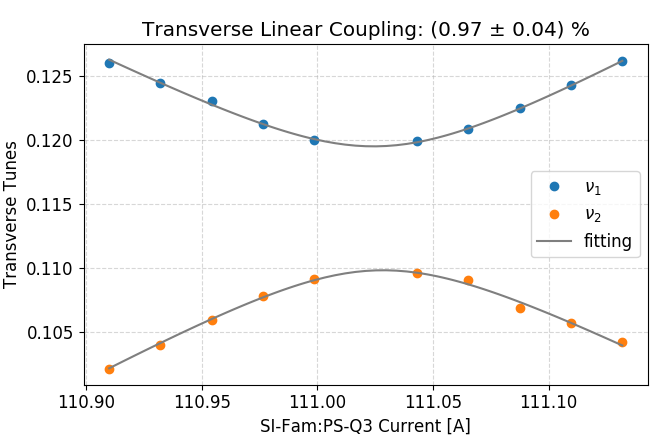 Transverse Linear Coupling: (0.97 ± 0.04) %
Transverse Tunes
0.125
0.120
0.115
0.110
0.105
ν1
ν2
fitting
110.90 110.95 111.00 111.05 111.10
SI-Fam:PS-Q3 Current [A]